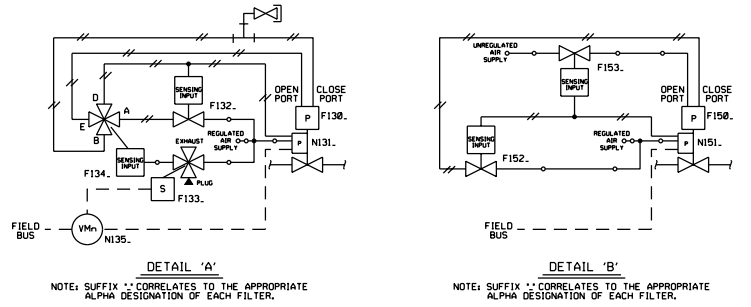 D
A
E
B
SENSING
INPUT
F132_
OPEN
PORT
CLOSE
PORT
P
F130_
REGULATED
AIR
SUPPLY
P
N131_
EXHAUST
SENSING
INPUT
F134_
S
PLUG
F133_
FIELD
BUS
VMn
N135_
DETAIL 'A'
NOTE: SUFFIX "_" CORRELATES TO THE APPROPRIATE
ALPHA DESIGNATION OF EACH FILTER.
UNREGULATED
AIR
SUPPLY
F153_
SENSING
INPUT
OPEN
PORT
CLOSE
PORT
P
F150_
SENSING
INPUT
F152_
REGULATED
AIR
SUPPLY
P
N151_
FIELD
BUS
DETAIL 'B'
NOTE: SUFFIX "_" CORRELATES TO THE APPROPRIATE
ALPHA DESIGNATION OF EACH FILTER.